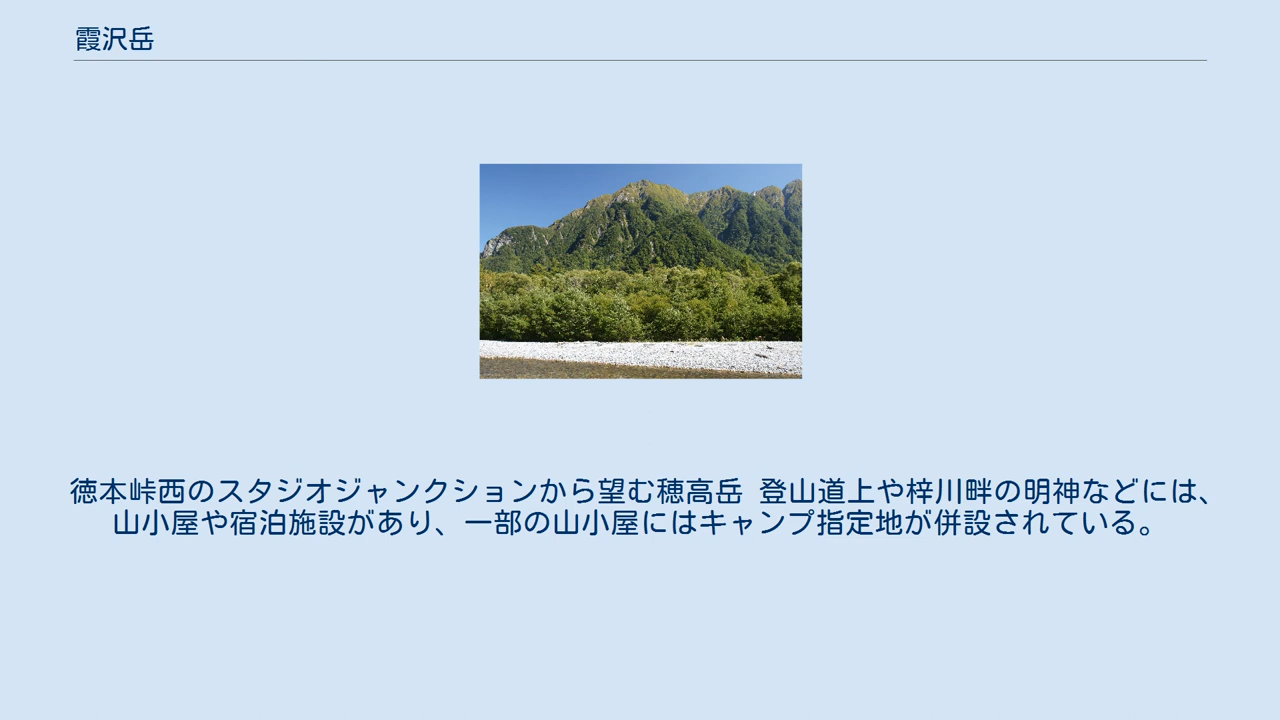 霞沢岳
徳本峠西のスタジオジャンクションから望む穂高岳 登山道上や梓川畔の明神などには、
山小屋や宿泊施設があり、一部の山小屋にはキャンプ指定地が併設されている。